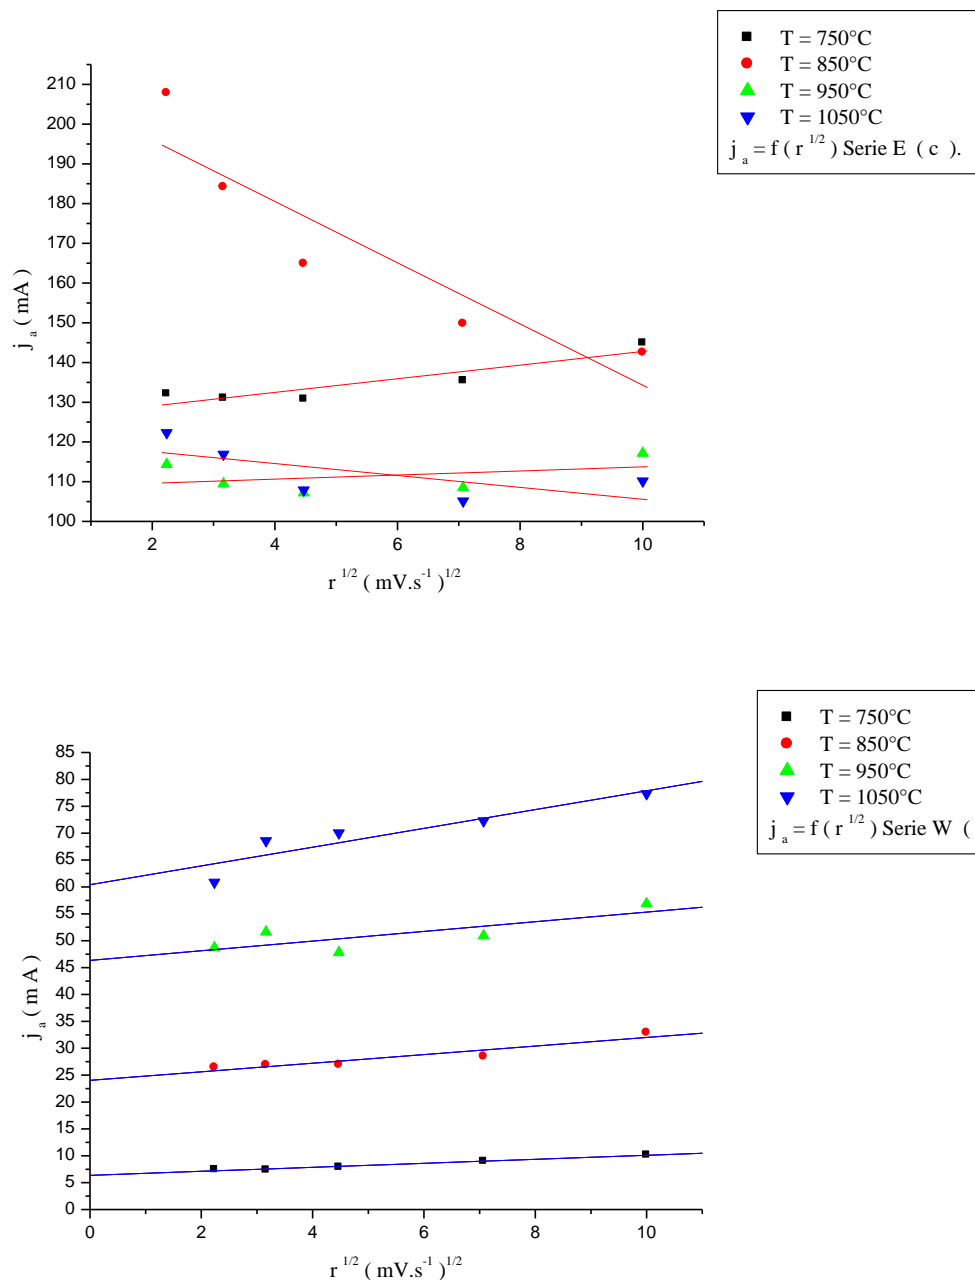 T = 750°C
T = 850°C
T = 950°C
T = 1050°C
j a = f ( r 1/2 ) Serie E ( c ).
210
200
190
180
170
160
150
140
130
120
110
100
j a ( mA )
2 4 6 8 10
r 1/2 ( mV.s-1 )1/2
T = 750°C
T = 850°C
T = 950°C
T = 1050°C
j a = f ( r 1/2 ) Serie W (
85
80
75
70
65
60
55
50
45
40
35
30
25
20
15
10
5
0
j a ( m A )
0 2 4 6 8 10
r 1/2 ( mV.s-1 )1/2